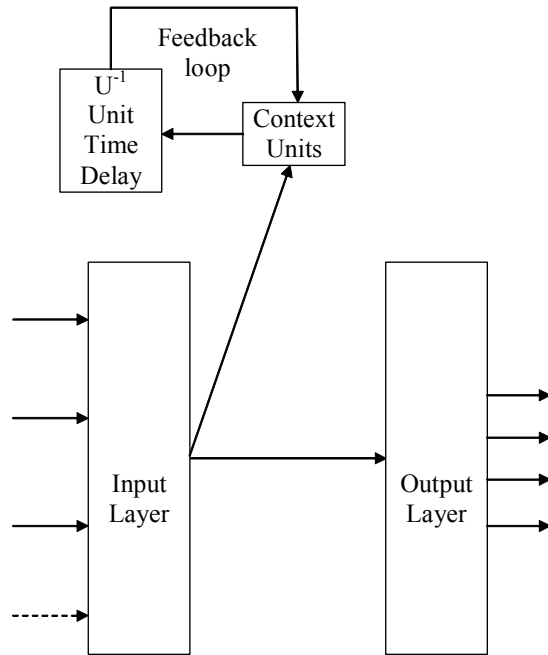 Feedback
loop
U⁻¹
Unit
Time
Delay
Context
Units
Input
Layer
Output
Layer